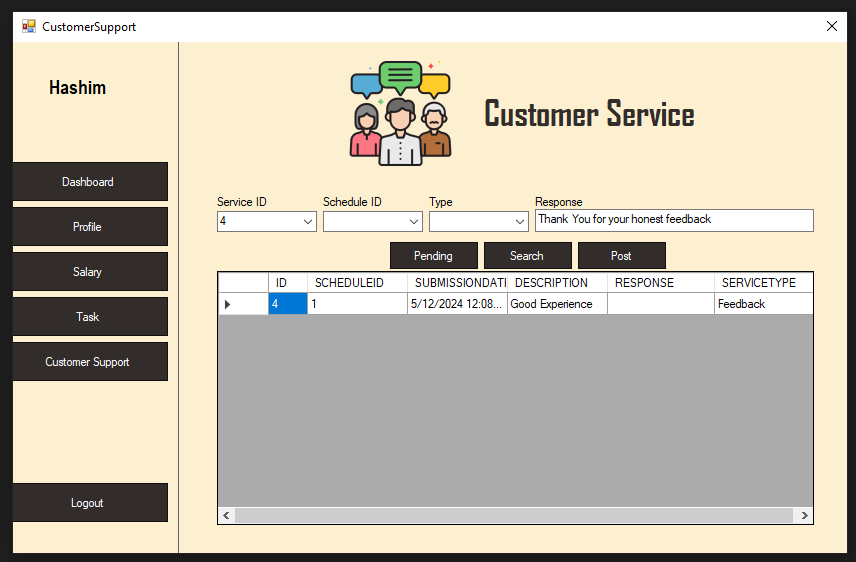 CustomerSupport
Hashim
Customer Service
Dashboard
Profile
Salary
Task
Customer Support
Logout
Service ID Schedule ID Type Response
4 Thank You for your honest feedback
Pending Search Post
ID SCHEDULEID SUBMISSIONDATI DESCRIPTION RESPONSE SERVICETYPE
4 1 5/12/2024 12:08... Good Experience Feedback